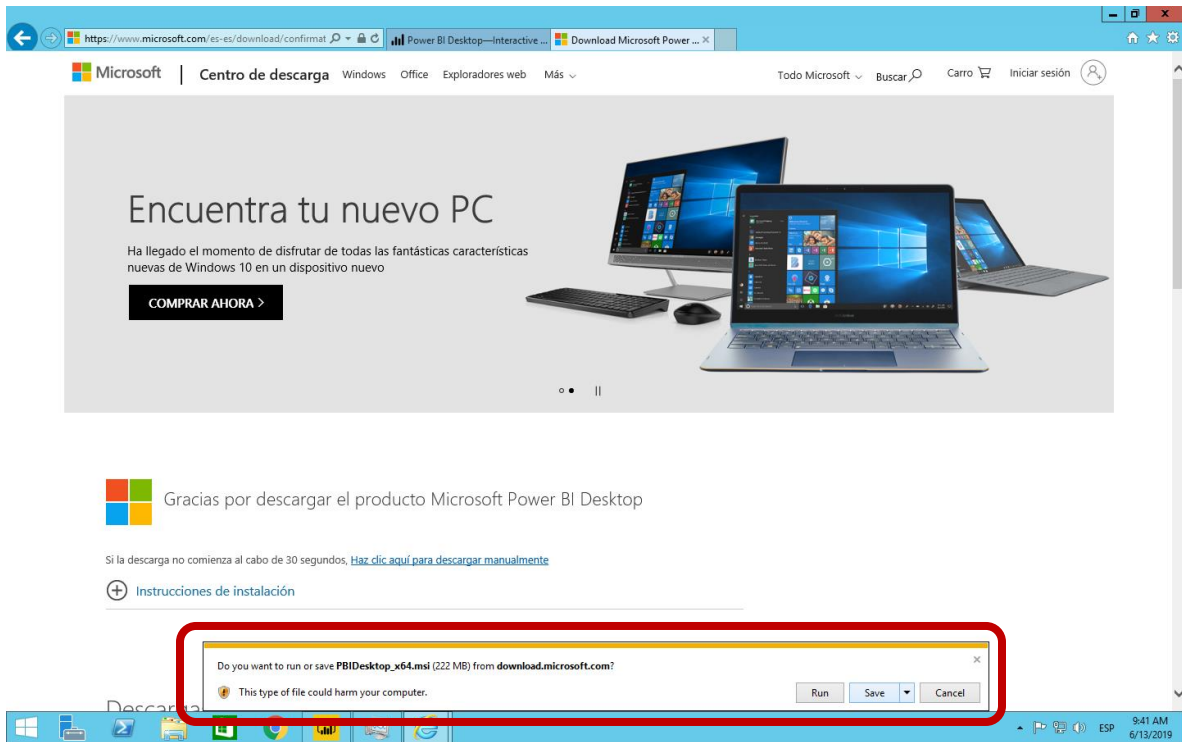 https://www.microsoft.com/es-es/download/confirmat
Power BI Desktop—Interactive ...
Download Microsoft Power ...
Microsoft
Centro de descarga
Windows
Office
Exploradores web
Más
Todo Microsoft
Buscar
Carro
Iniciar sesión
Encuentra tu nuevo PC
Ha llegado el momento de disfrutar de todas las fantásticas características
nuevas de Windows 10 en un dispositivo nuevo
COMPRAR AHORA >
Gracias por descargar el producto Microsoft Power BI Desktop
Si la descarga no comienza al cabo de 30 segundos, Haz clic aquí para descargar manualmente
Instrucciones de instalación
Do you want to run or save PBIDesktop_x64.msi (222 MB) from download.microsoft.com?
This type of file could harm your computer.
Run
Save
Cancel
ESP
9:41 AM
6/13/2019